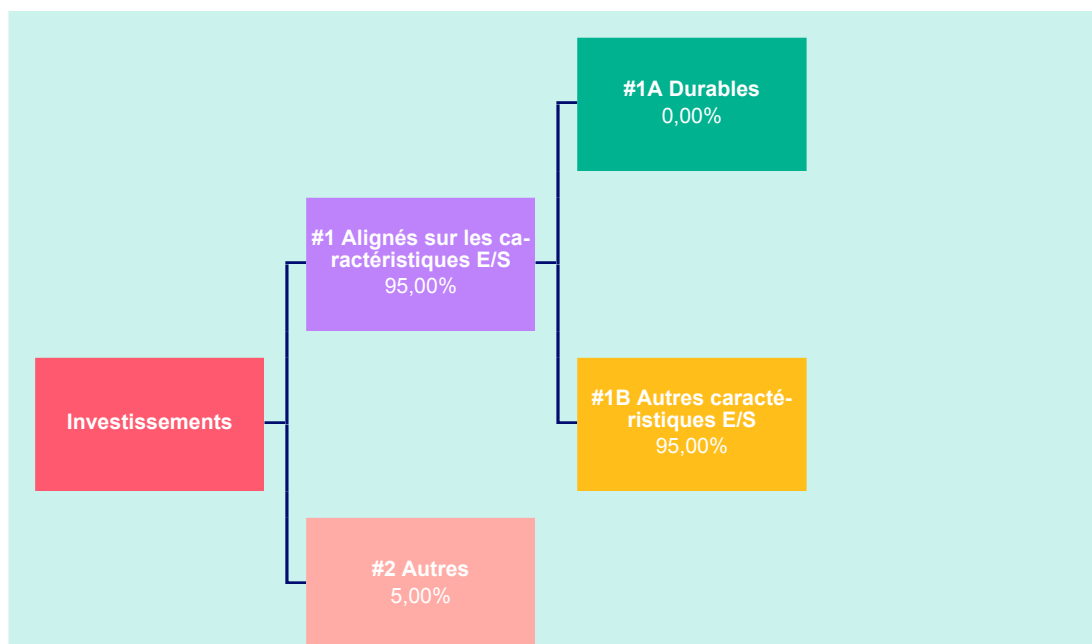 #1A Durables
0,00%
#1 Alignés sur les ca-
ractéristiques E/S
95,00%
Investissements
#1B Autres caracté-
ristiques E/S
95,00%
#2 Autres
5,00%